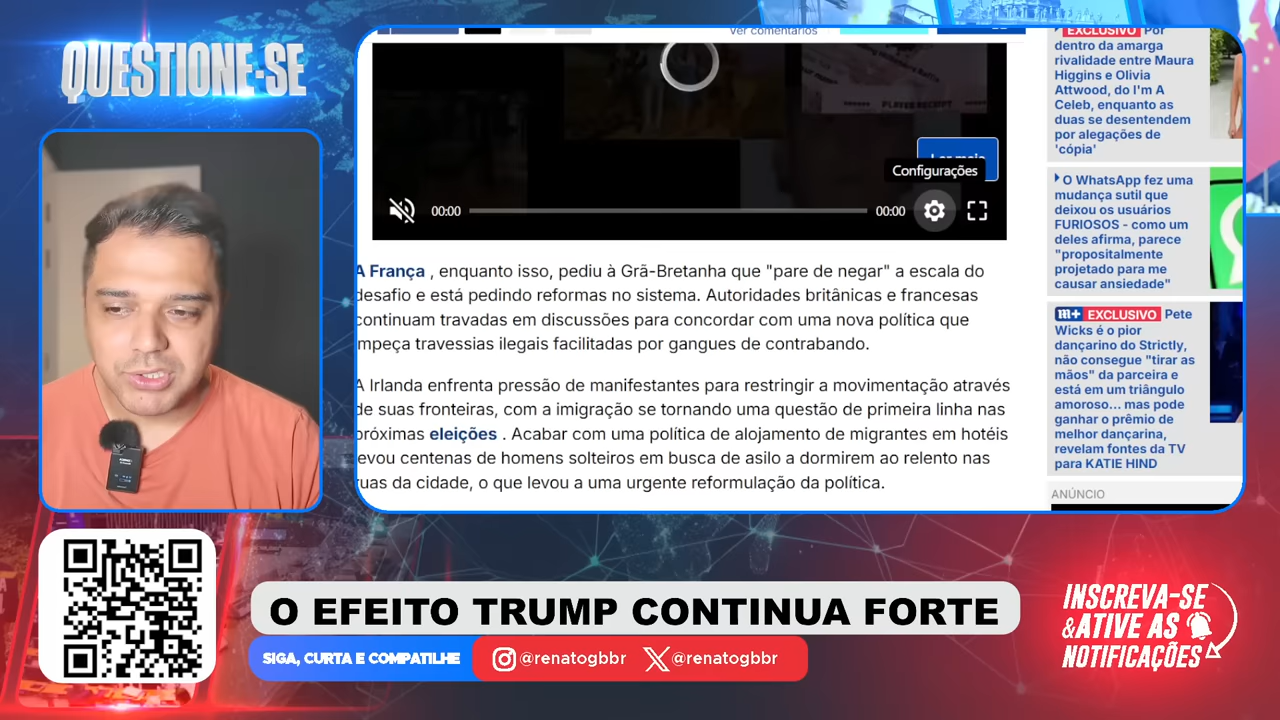 QUESTIONE-SE
Ver comentários
PLAYER RECEIPT
Configurações
00:00
00:00
A França , enquanto isso, pediu à Grã-Bretanha que "pare de negar" a escala do
desafio e está pedindo reformas no sistema. Autoridades britânicas e francesas
continuam travadas em discussões para concordar com uma nova política que
mpeça travessias ilegais facilitadas por gangues de contrabando.
A Irlanda enfrenta pressão de manifestantes para restringir a movimentação através
de suas fronteiras, com a imigração se tornando uma questão de primeira linha nas
próximas eleições . Acabar com uma política de alojamento de migrantes em hotéis
evou centenas de homens solteiros em busca de asilo a dormirem ao relento nas
ruas da cidade, o que levou a uma urgente reformulação da política.
EXCLUSIVO Por
dentro da amarga
rivalidade entre Maura
Higgins e Olivia
Attwood, do I'm A
Celeb, enquanto as
duas se desentendem
por alegações de
'cópia'
O WhatsApp fez uma
mudança sutil que
deixou os usuários
FURIOSOS - como um
deles afirma, parece
"propositalmente
projetado para me
causar ansiedade"
m+ EXCLUSIVO Pete
Wicks é o pior
dançarino do Strictly,
não consegue "tirar as
mãos" da parceira e
está em um triângulo
amoroso... mas pode
ganhar o prêmio de
melhor dançarina,
revelam fontes da TV
para KATIE HIND
ANÚNCIO
O EFEITO TRUMP CONTINUA FORTE
SIGA, CURTA E COMPATILHE
@renatogbbr
@renatogbbr
INSCREVA-SE
&ATIVE AS
NOTIFICAÇÕES